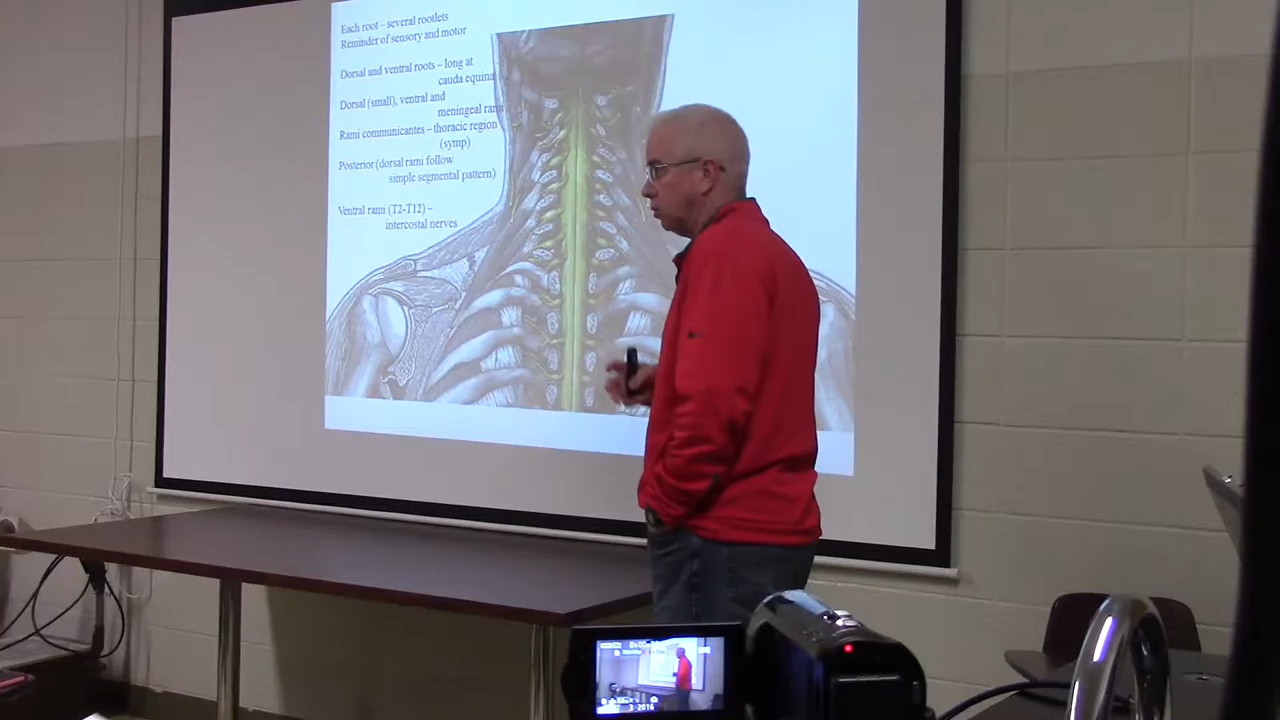 Each root – several rootlets
Reminder of sensory and motor
Dorsal and ventral roots – long at
cauda equina
Dorsal (small), ventral and
meningeal rami
Rami communicantes – thoracic region
(symp)
Posterior (dorsal rami follow
simple segmental pattern)
Ventral rami (T2-T12) –
intercostal nerves
2016